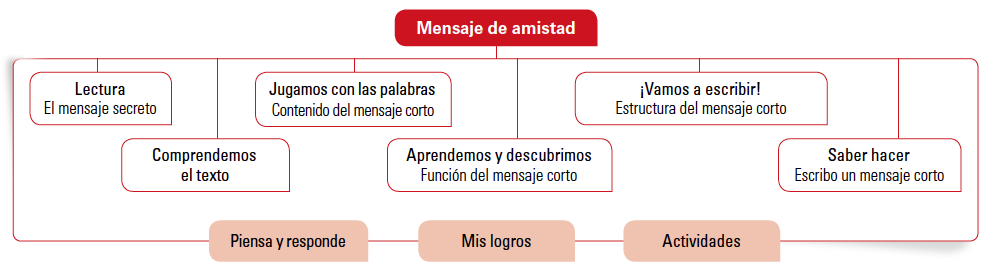 Mensaje de amistad
Lectura
El mensaje secreto
Jugamos con las palabras
Contenido del mensaje corto
¡Vamos a escribir!
Estructura del mensaje corto
Comprendemos
el texto
Aprendemos y descubrimos
Función del mensaje corto
Saber hacer
Escribo un mensaje corto
Piensa y responde
Mis logros
Actividades